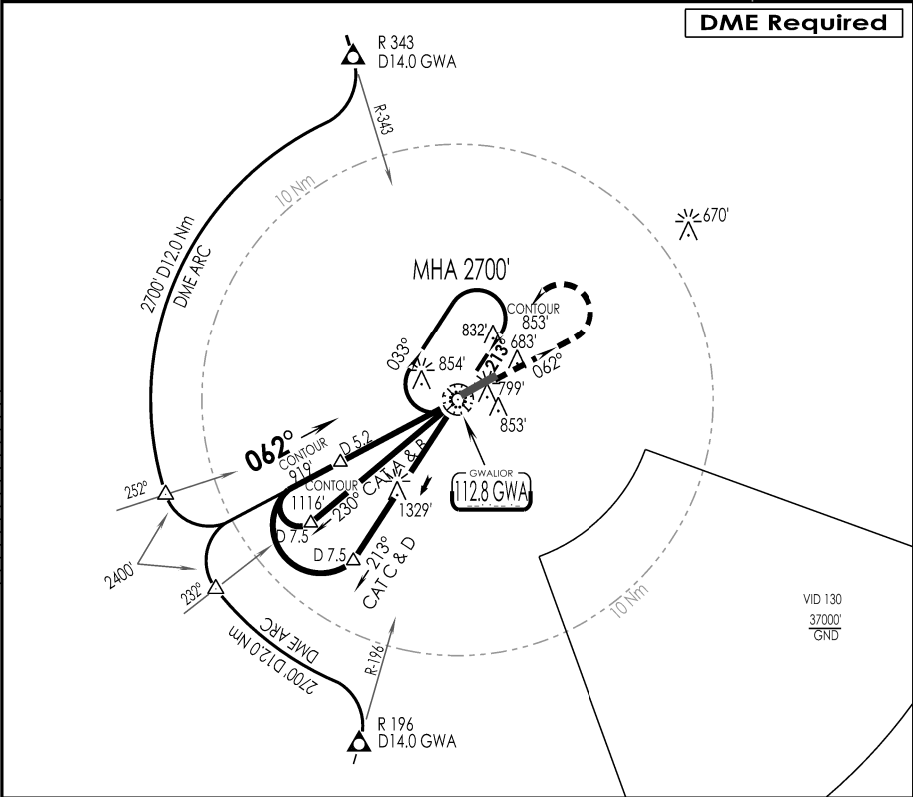 DME Required
R 343
D14.0 GWA
R-343
10 Nm
670'
2700' D12.0 Nm
DME ARC
MHA 2700'
CONTOUR
853'
832'
683'
213°
033°
854'
062°
799'
853'
062°
CONTOUR
919'
D 5.2
CAT A & B
GWALIOR
112.8 GWA
252°
CONTOUR
1116'
230°
1329'
D 7.5
D 7.5
213°
CAT C & D
2400'
232°
10 Nm
VID 130
37000'
GND
DME ARC
2700' D12.0 Nm
R-196
R 196
D14.0 GWA